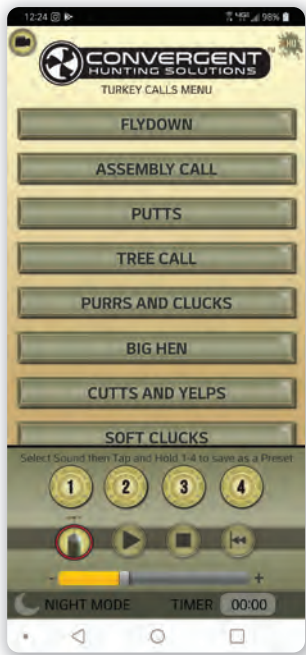 12:24 98%
HQ
CONVERGENT™
HUNTING SOLUTIONS
TURKEY CALLS MENU
FLYDOWN
ASSEMBLY CALL
PUTTS
TREE CALL
PURRS AND CLUCKS
BIG HEN
CUTTS AND YELPS
SOFT CLUCKS
Select Sound then Tap and Hold 1-4 to save as a Preset
1 2 3 4
- +
NIGHT MODE TIMER 00:00